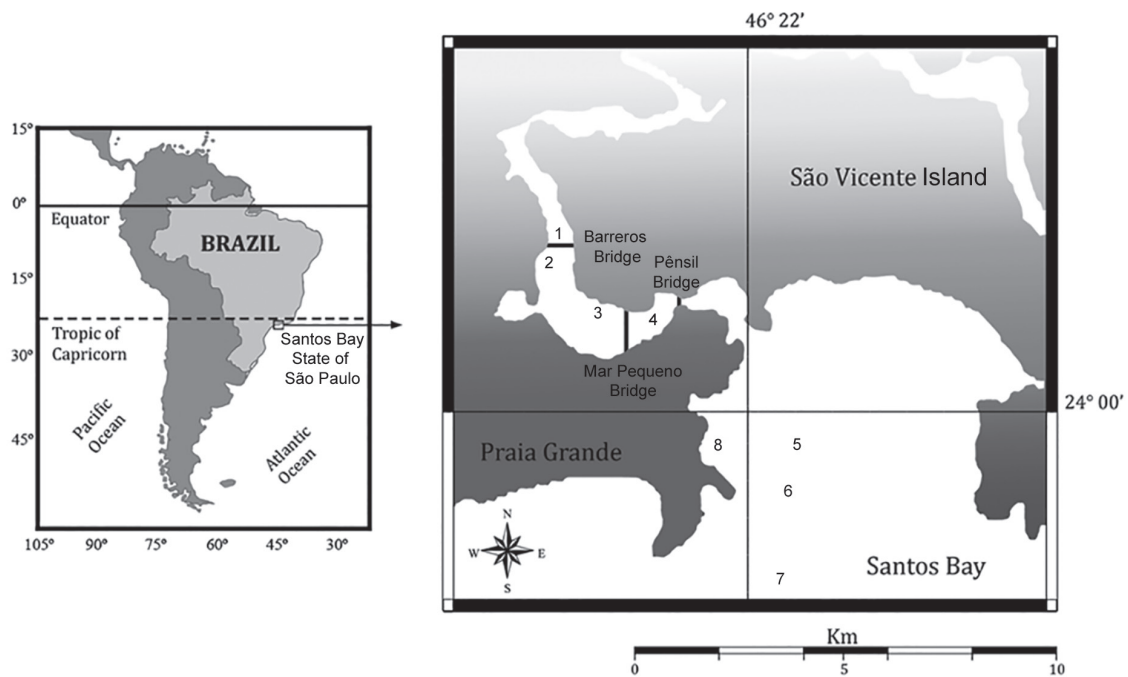 15°
0°
Equator
BRAZIL
15°
Tropic of
Capricorn
30°
Santos Bay
State of
São Paulo
45°
Pacific
Ocean
Atlantic
Ocean
105° 90° 75° 60° 45° 30°
46° 22’
São Vicente Island
1
Barreros
Bridge
2
Pênsil
Bridge
3
4
Mar Pequeno
Bridge
24° 00’
Praia Grande
8
5
6
N
W E
S
Santos Bay
7
Km
0 5 10